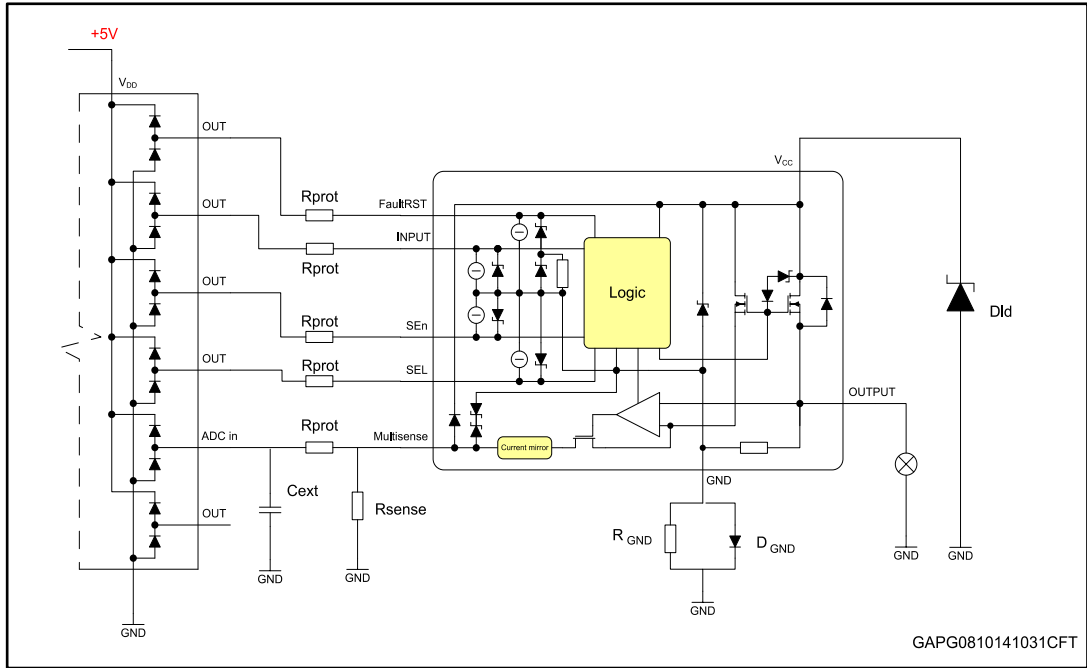 +5V
VDD
OUT
Rprot
FaultRST
VCC
OUT
Rprot
INPUT
OUT
Rprot
SEn
Logic
Dld
OUT
Rprot
SEL
OUTPUT
ADC in
Rprot
Multisense
Current mirror
GND
Cext
Rsense
OUT
R GND
D GND
GND
GND
GND
GND
GND
GND
GAPG0810141031CFT